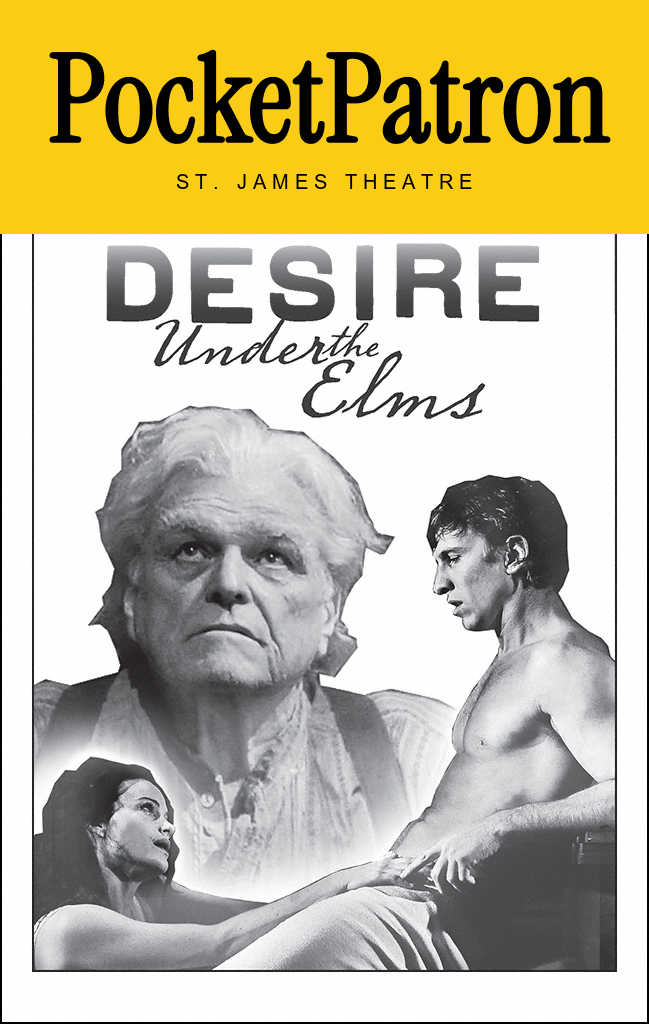 PocketPatron
ST. JAMES THEATRE
DESIRE
Under the
Elms